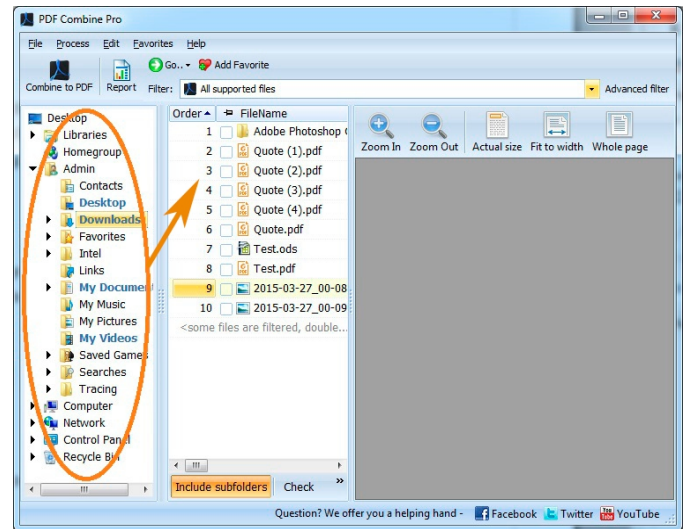 PDF Combine Pro
File Process Edit Favorites Help
Go.. Add Favorite
Combine to PDF Report Filter: All supported files Advanced filter
Desktop
Libraries
Homegroup
Admin
Contacts
Desktop
Downloads
Favorites
Intel
Links
My Documen
My Music
My Pictures
My Videos
Saved Games
Searches
Tracing
Computer
Network
Control Panel
Recycle Bin
Order FileName
1 Adobe Photoshop
2 Quote (1).pdf
3 Quote (2).pdf
4 Quote (3).pdf
5 Quote (4).pdf
6 Quote.pdf
7 Test.ods
8 Test.pdf
9 2015-03-27_00-08
10 2015-03-27_00-09
<some files are filtered, double...
Include subfolders Check »
Zoom In Zoom Out Actual size Fit to width Whole page
Question? We offer you a helping hand - Facebook Twitter YouTube